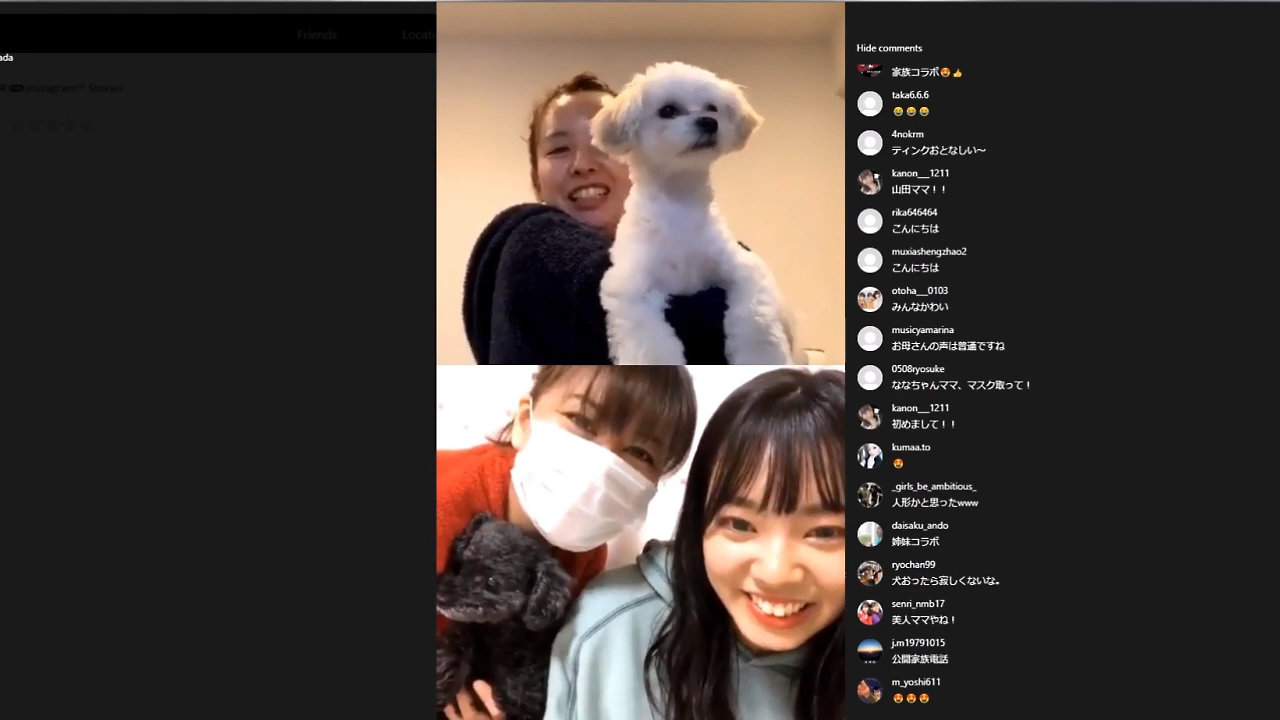 Friends
Locati
ada
Instagram™ Stories
Hide comments
家族コラボ😍👍
taka6.6.6
😭😭😭
4nokrm
ティンクおとなしい〜
kanon__1211
山田ママ！！
rika646464
こんにちは
muxiashengzhao2
こんにちは
otoha__0103
みんなかわい
musicyamarina
お母さんの声は普通ですね
0508ryosuke
ななちゃんママ、マスク取って！
kanon__1211
初めまして！！
kumaa.to
😍
_girls_be_ambitious_
人形かと思ったwww
daisaku_ando
姉妹コラボ
ryochan99
犬おったら寂しくないな。
senri_nmb17
美人ママやね！
j.m19791015
公開家族電話
m_yoshi611
😍😍😍